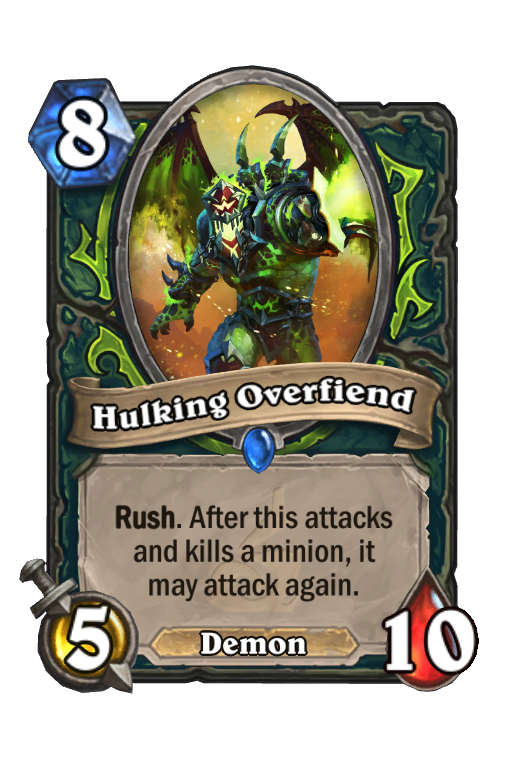 8
Hulking Overfiend
Rush. After this attacks
and kills a minion, it
may attack again.
5
Demon
10